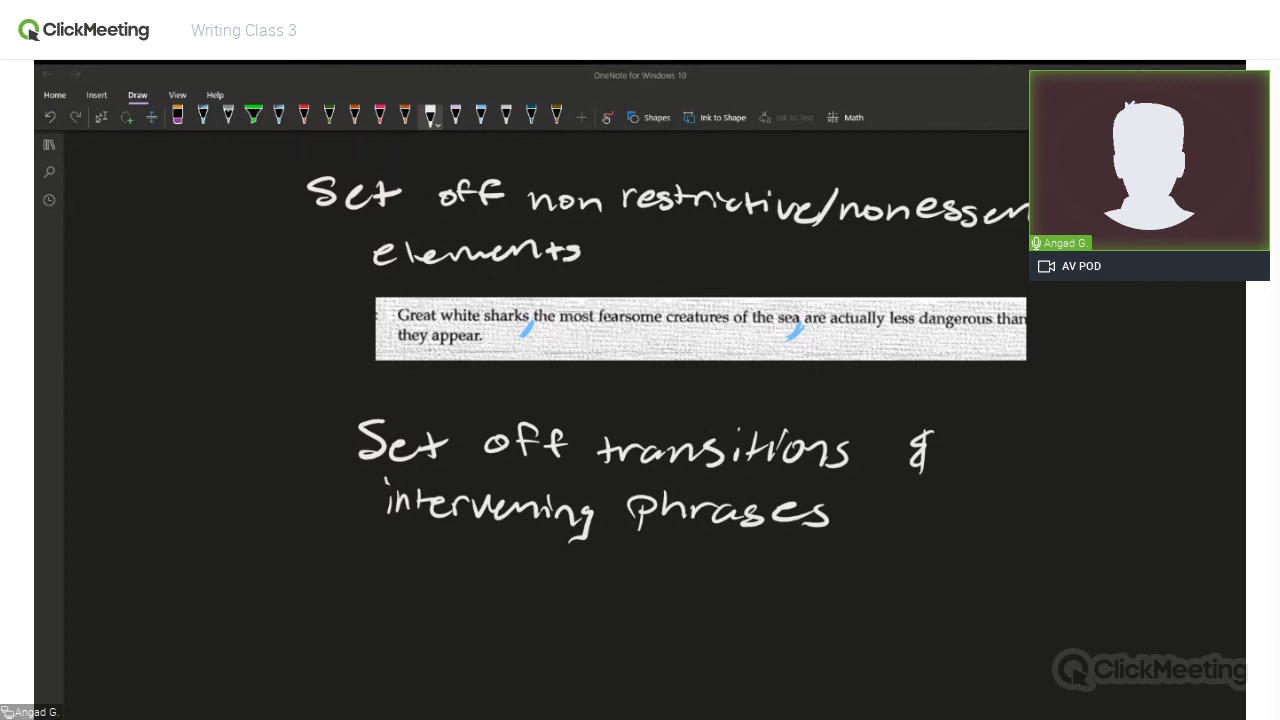 ClickMeeting Writing Class 3
OneNote for Windows 10
Home Insert Draw View Help
Shapes Ink to Shape Ink to Text Math
Set off non restrictive/nonessen
elements
Great white sharks, the most fearsome creatures of the sea, are actually less dangerous than
they appear.
Set off transitions &
intervening phrases
Angad G.
AV POD
ClickMeeting
Angad G.